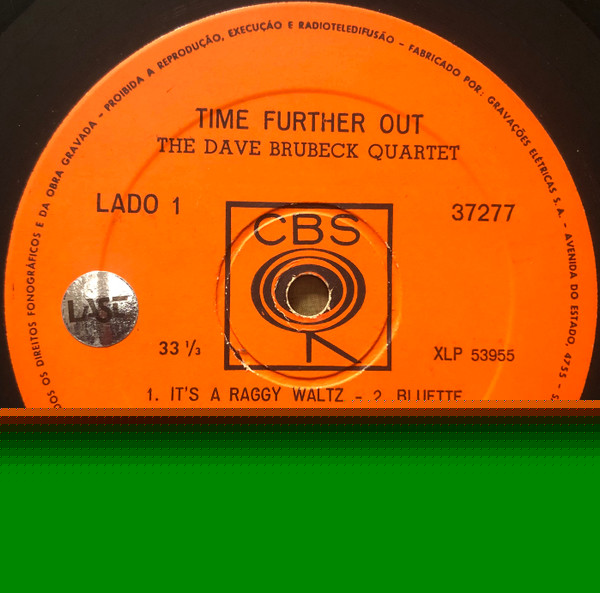 DOS OS DIREITOS FONOGRÁFICOS E DA OBRA GRAVADA - PROIBIDA A REPRODUÇÃO, EXECUÇÃO E RADIOTELEDIFUSÃO - FABRICADO POR: GRAVAÇÕES ELÉTRICAS S.A. - AVENIDA DO ESTADO, 4755 -
TIME FURTHER OUT
THE DAVE BRUBECK QUARTET
LADO 1
37277
CBS
LAST
33 1/3
XLP 53955
1. IT'S A RAGGY WALTZ - 2. BLUETTE